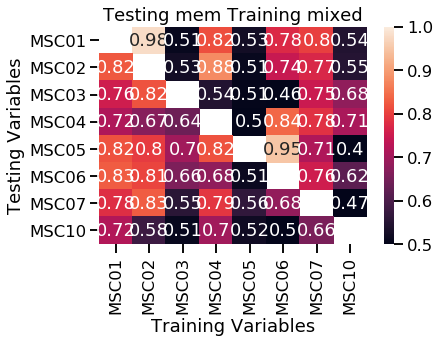 Testing mem Training mixed
Testing Variables
MSC01 0.98 0.51 0.82 0.53 0.78 0.8 0.54
MSC02 0.82 0.53 0.88 0.51 0.74 0.77 0.55
MSC03 0.76 0.82 0.54 0.51 0.46 0.75 0.68
MSC04 0.72 0.67 0.64 0.5 0.84 0.78 0.71
MSC05 0.82 0.8 0.7 0.82 0.95 0.71 0.4
MSC06 0.83 0.81 0.66 0.68 0.51 0.76 0.62
MSC07 0.78 0.83 0.55 0.79 0.56 0.68 0.47
MSC10 0.72 0.58 0.51 0.7 0.52 0.5 0.66
MSC01 MSC02 MSC03 MSC04 MSC05 MSC06 MSC07 MSC10
Training Variables
1.0
0.9
0.8
0.7
0.6
0.5